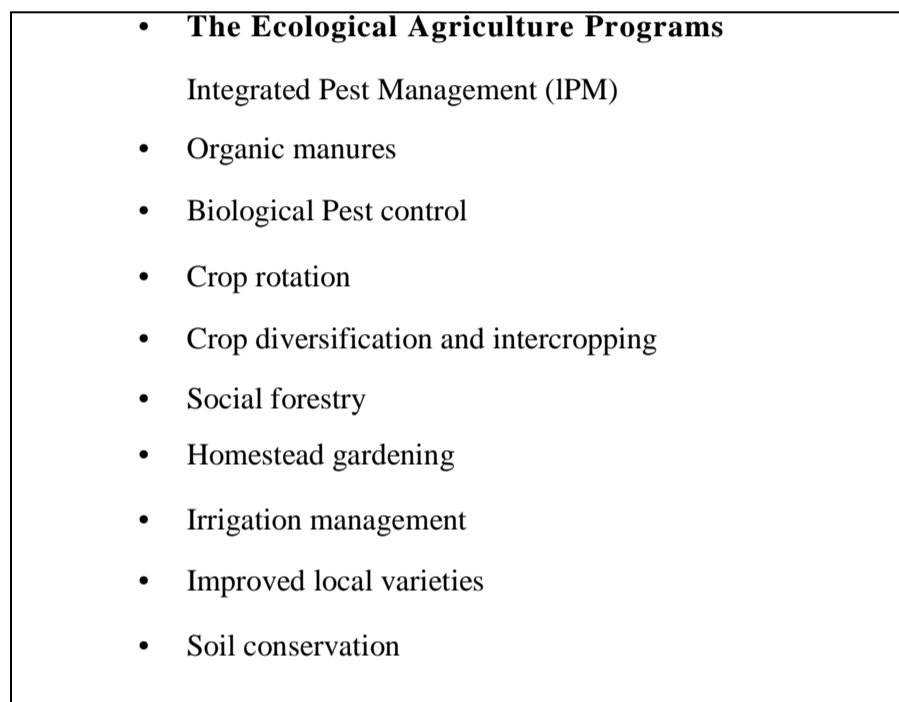 • The Ecological Agriculture Programs
Integrated Pest Management (lPM)
• Organic manures
• Biological Pest control
• Crop rotation
• Crop diversification and intercropping
• Social forestry
• Homestead gardening
• Irrigation management
• Improved local varieties
• Soil conservation